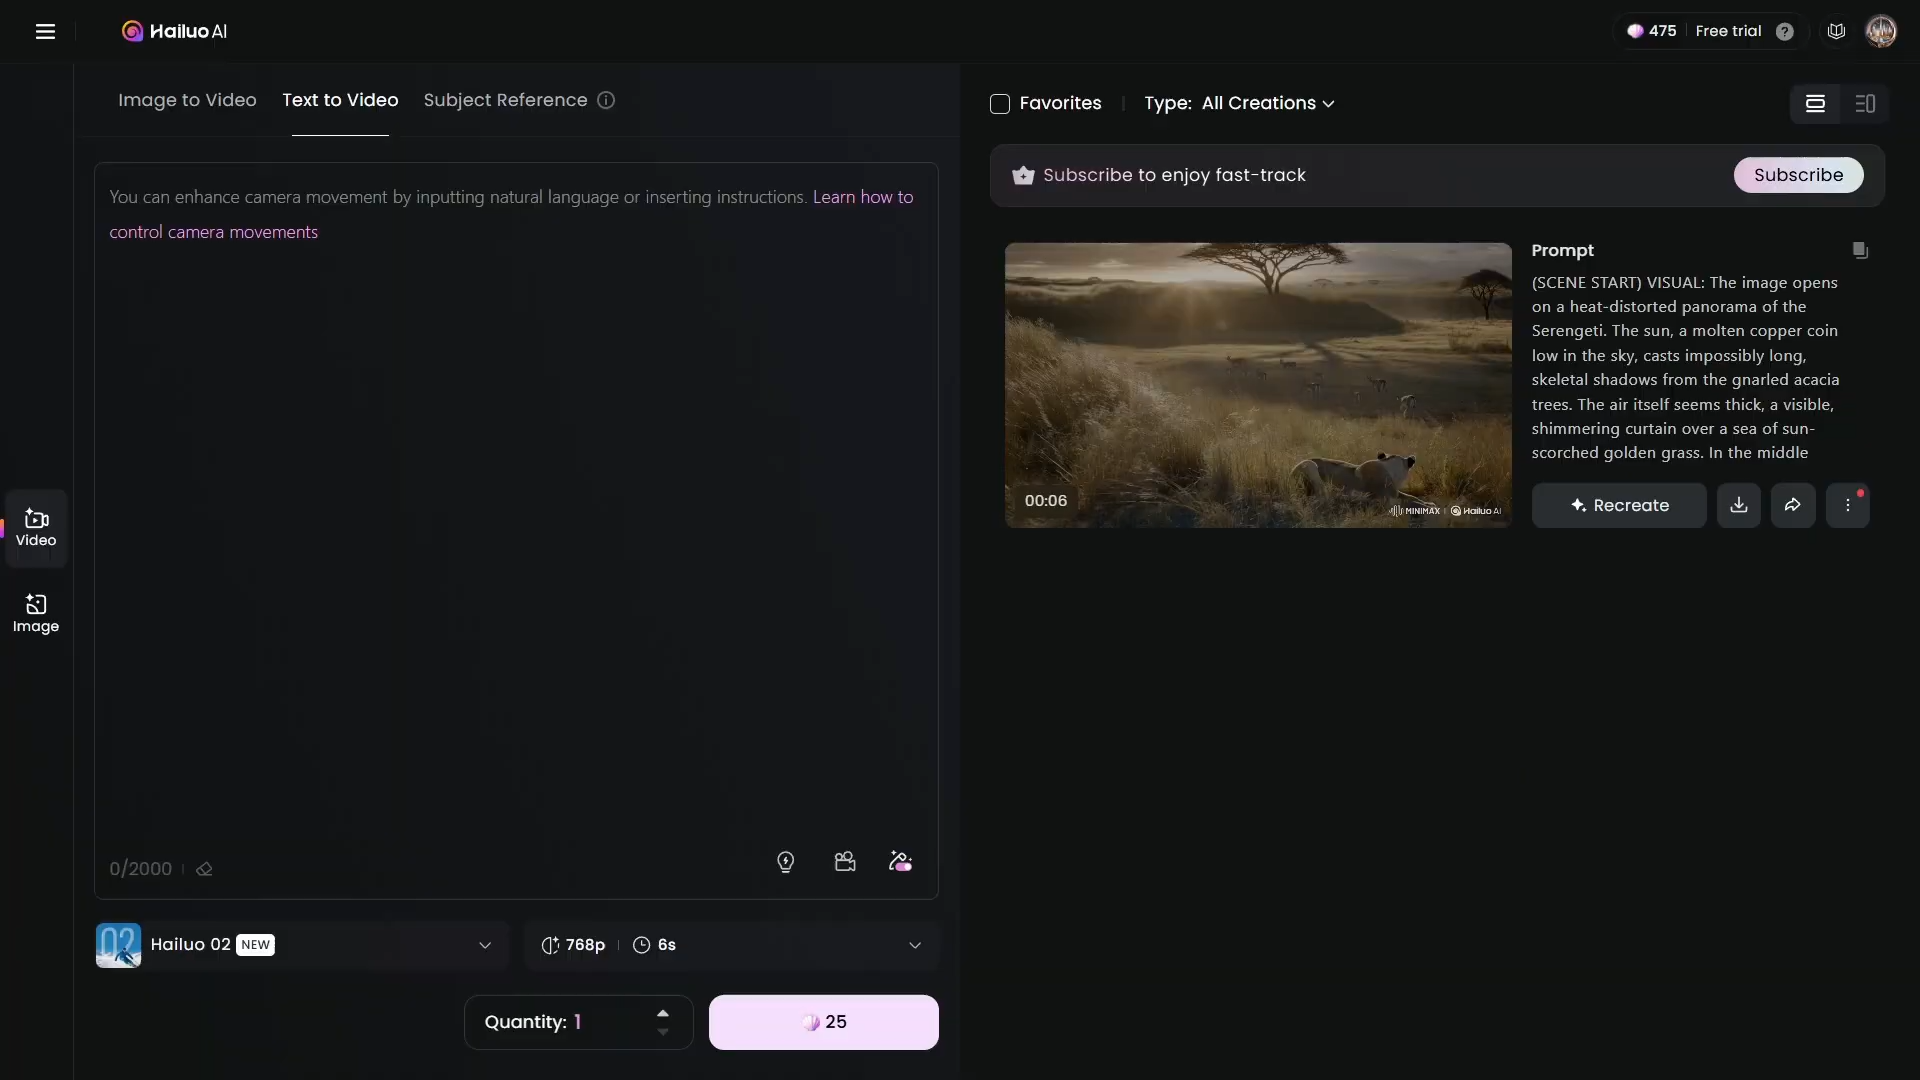 Hailuo AI
475
Free trial
?
Image to Video
Text to Video
Subject Reference
Favorites
Type: All Creations
Subscribe to enjoy fast-track
Subscribe
You can enhance camera movement by inputting natural language or inserting instructions. Learn how to
control camera movements
00:06
MINIMAX | Hailuo AI
Prompt
(SCENE START) VISUAL: The image opens
on a heat-distorted panorama of the
Serengeti. The sun, a molten copper coin
low in the sky, casts impossibly long,
skeletal shadows from the gnarled acacia
trees. The air itself seems thick, a visible,
shimmering curtain over a sea of sun-
scorched golden grass. In the middle
Recreate
Video
Image
0/2000
02
Hailuo 02 NEW
768p
6s
Quantity: 1
25